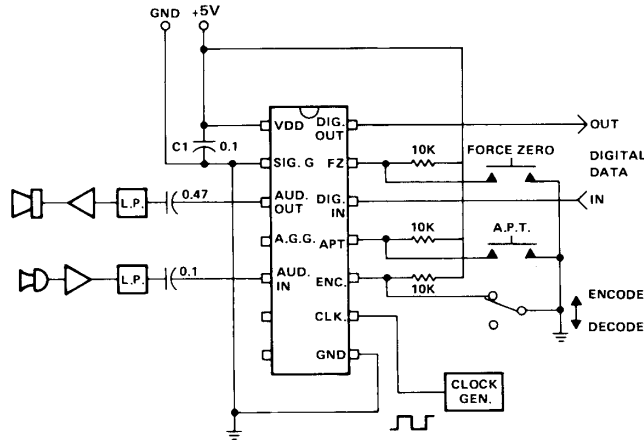 GND
+5V
VDD
DIG.
OUT
OUT
C1
0.1
10K
FORCE ZERO
DIGITAL
DATA
SIG. G
FZ
L.P.
0.47
AUD.
OUT
DIG.
IN
IN
10K
A.P.T.
A.G.G.
APT
L.P.
0.1
AUD.
IN
ENC.
10K
ENCODE
CLK.
DECODE
GND
CLOCK
GEN.